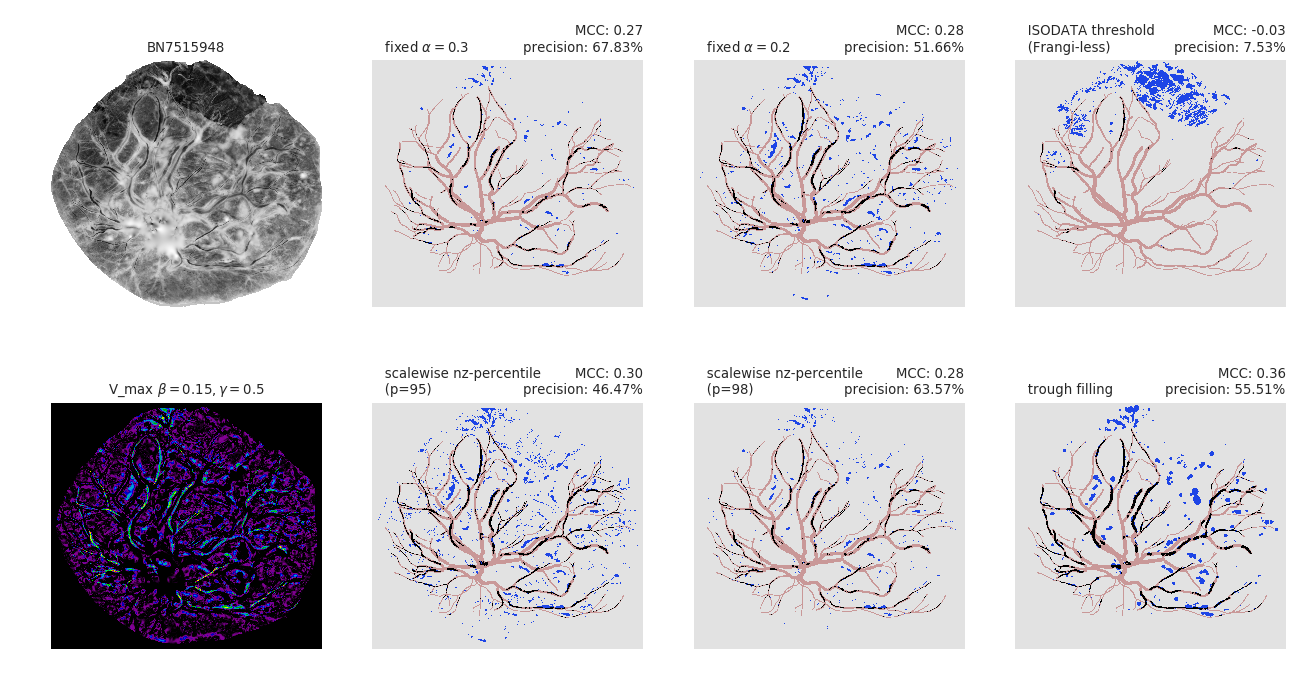 BN7515948
MCC: 0.27
fixed α = 0.3 precision: 67.83%
MCC: 0.28
fixed α = 0.2 precision: 51.66%
ISODATA threshold MCC: -0.03
(Frangi-less) precision: 7.53%
V_max β = 0.15, γ = 0.5
scalewise nz-percentile MCC: 0.30
(p=95) precision: 46.47%
scalewise nz-percentile MCC: 0.28
(p=98) precision: 63.57%
MCC: 0.36
trough filling precision: 55.51%